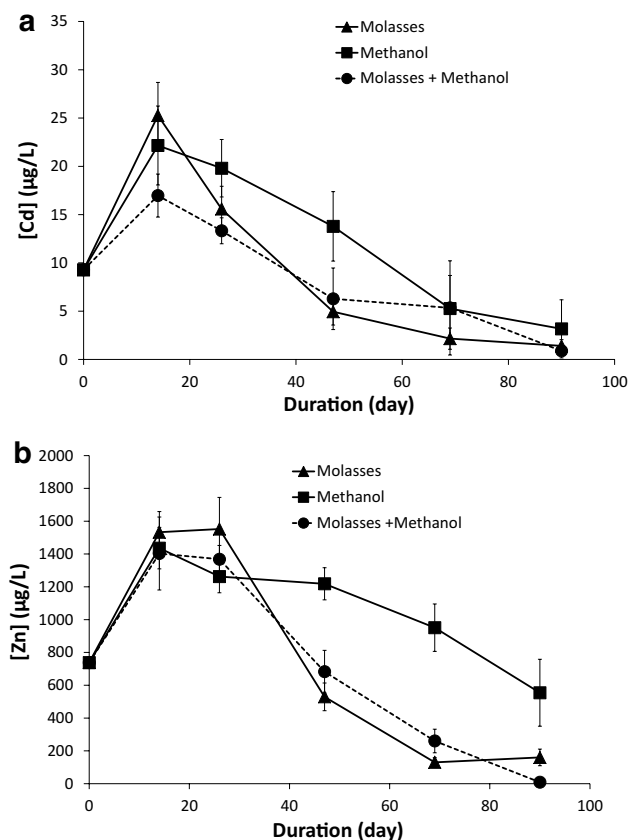 a
35
30
25
20
15
10
5
0
[Cd] (µg/L)
Molasses
Methanol
Molasses + Methanol
0 20 40 60 80 100
Duration (day)
b
2000
1800
1600
1400
1200
1000
800
600
400
200
0
[Zn] (µg/L)
Molasses
Methanol
Molasses +Methanol
0 20 40 60 80 100
Duration (day)